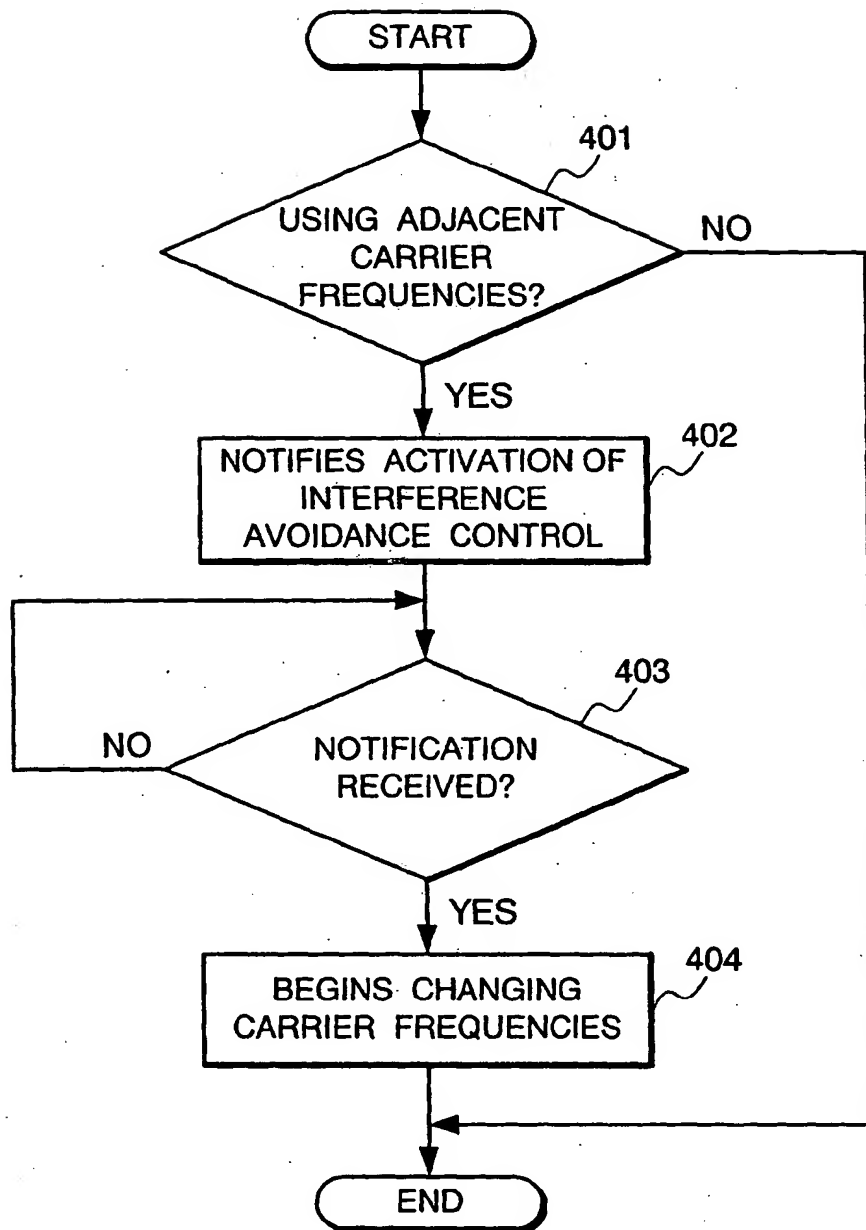 START
401
USING ADJACENT
CARRIER
FREQUENCIES?
NO
YES
402
NOTIFIES ACTIVATION OF
INTERFERENCE
AVOIDANCE CONTROL
403
NO
NOTIFICATION
RECEIVED?
YES
404
BEGINS CHANGING
CARRIER FREQUENCIES
END